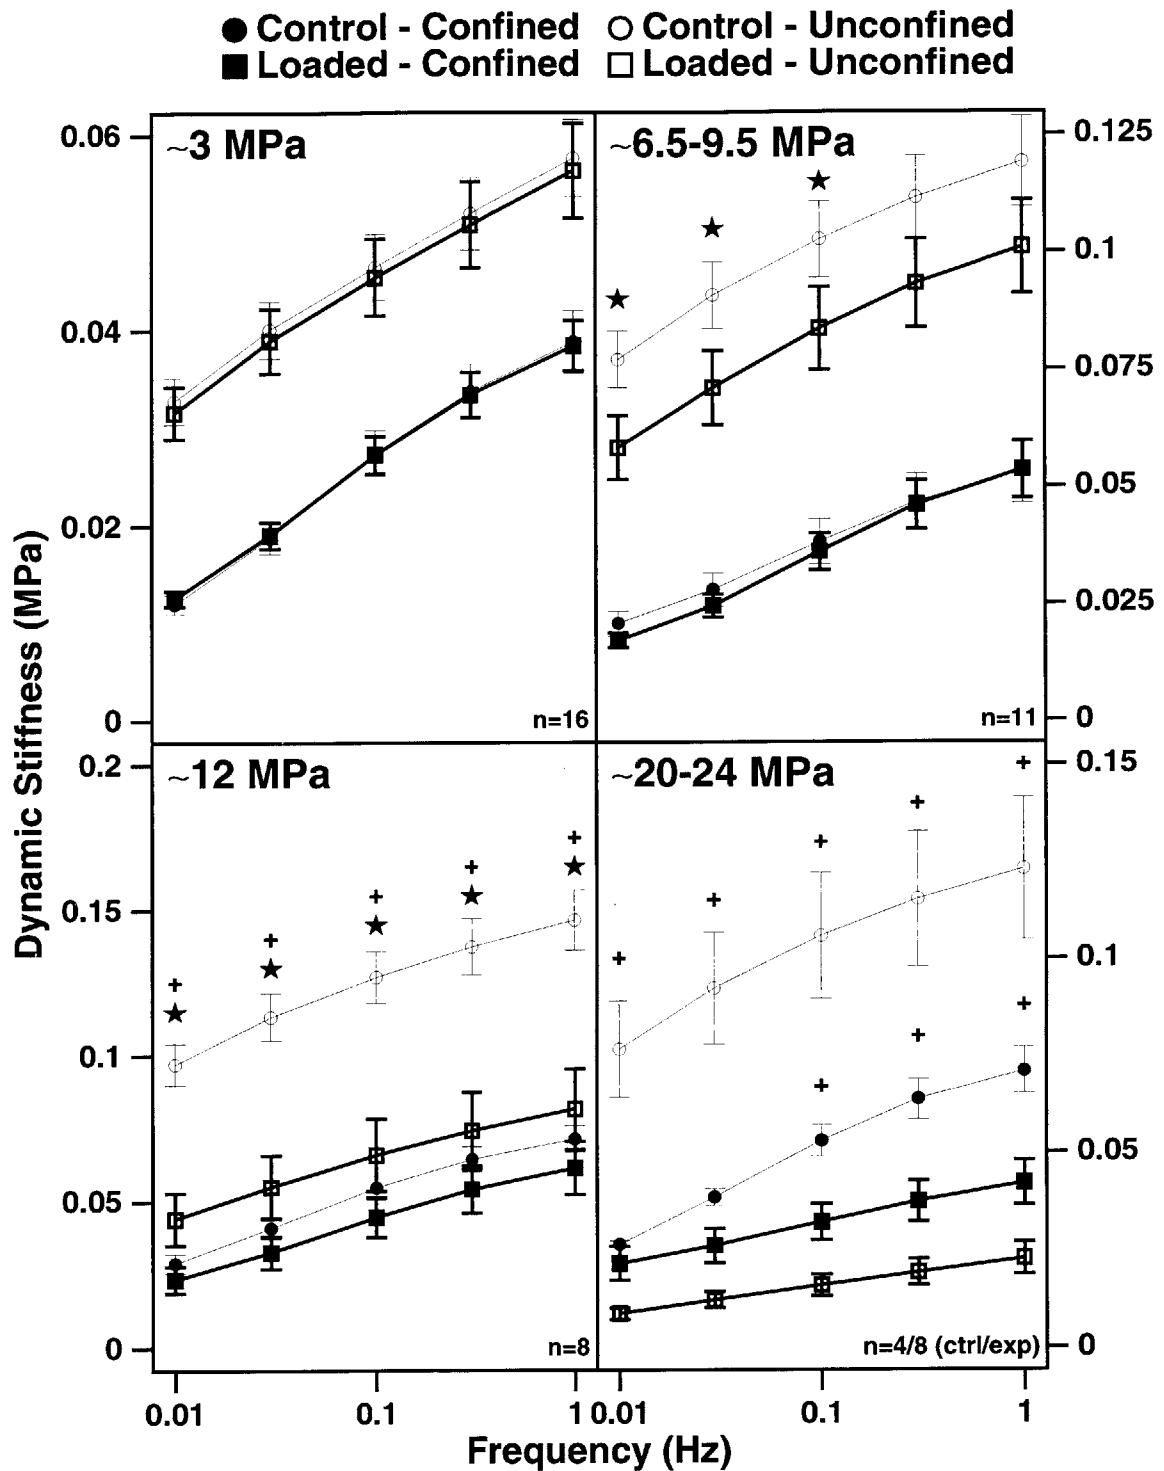 ● Control - Confined ○ Control - Unconfined
■ Loaded - Confined □ Loaded - Unconfined
~3 MPa
~6.5-9.5 MPa
0.06
0.04
0.02
0
0.125
0.1
0.075
0.05
0.025
0
★
★
★
n=16
n=11
Dynamic Stiffness (MPa)
~12 MPa
~20-24 MPa
0.2
0.15
0.1
0.05
0
0.15
0.1
0.05
0
+ + + + +
★ ★ ★ ★ ★
+ + + + +
+ + +
n=8
n=4/8 (ctrl/exp)
0.01 0.1 1 0.01 0.1 1
Frequency (Hz)